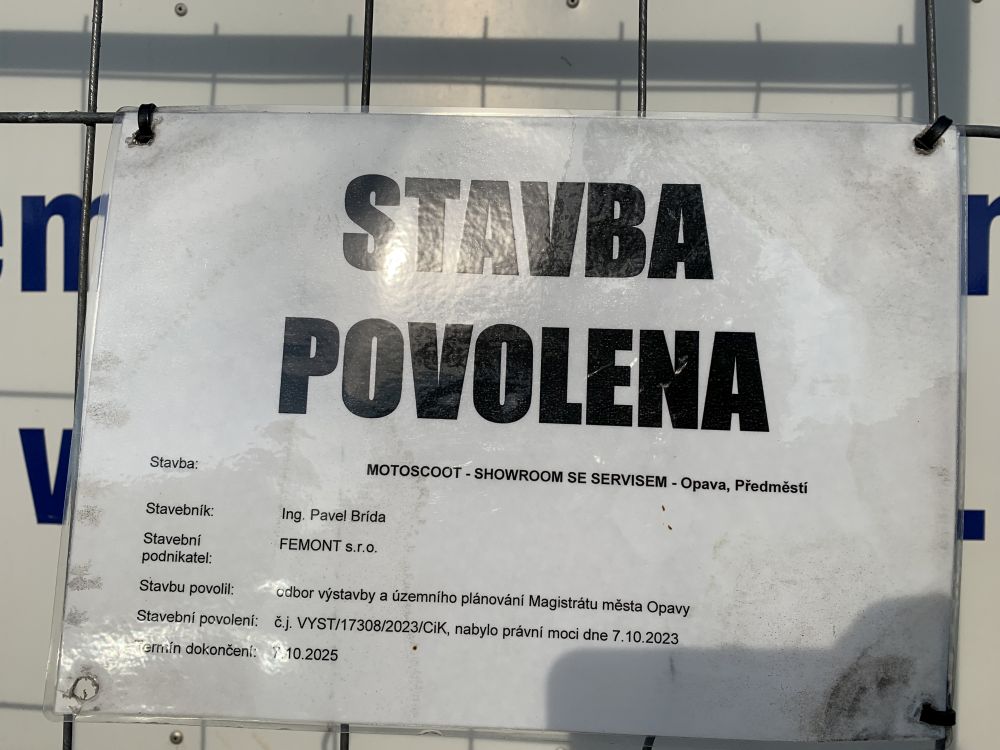 STAVBA
POVOLENA
Stavba: MOTOSCOOT - SHOWROOM SE SERVISEM - Opava, Předměstí
Stavebník: Ing. Pavel Brída
Stavební
podnikatel: FEMONT s.r.o.
Stavbu povolil: odbor výstavby a územního plánování Magistrátu města Opavy
Stavební povolení: č.j. VYST/17308/2023/CiK, nabylo právní moci dne 7.10.2023
Termín dokončení: 7.10.2025